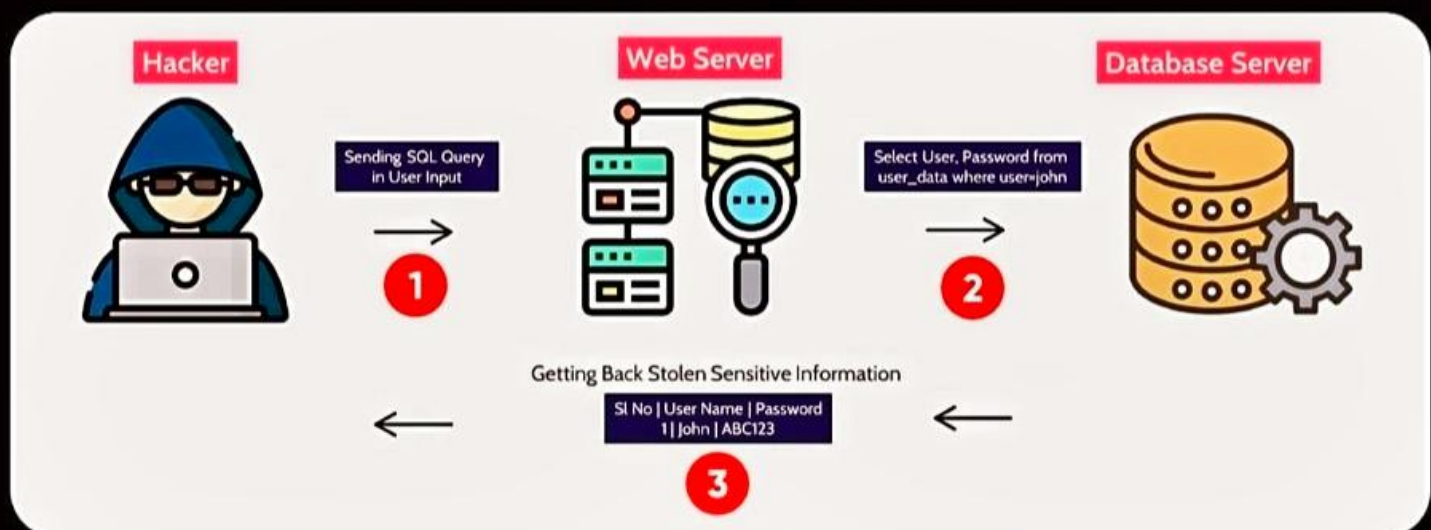 Hacker
Web Server
Database Server
Sending SQL Query
in User Input
Select User, Password from
user_data where user=john
1
2
Getting Back Stolen Sensitive Information
Sl No | User Name | Password
1 | John | ABC123
3